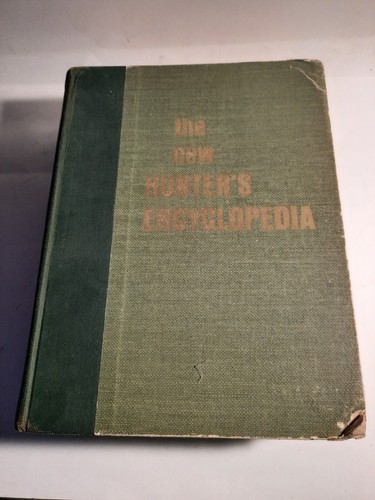 the
new
HUNTER'S
ENCYCLOPEDIA